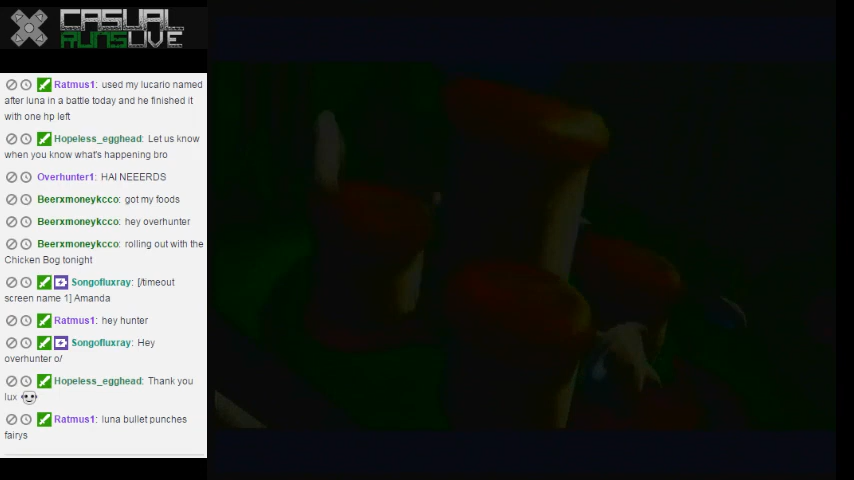 CASUAL
RUNSLIVE
Ratmus1: used my lucario named
after luna in a battle today and he finished it
with one hp left
Hopeless_egghead: Let us know
when you know what's happening bro
Overhunter1: HAI NEEERDS
Beerxmoneykcco: got my foods
Beerxmoneykcco: hey overhunter
Beerxmoneykcco: rolling out with the
Chicken Bog tonight
Songofluxray: [/timeout
screen name 1] Amanda
Ratmus1: hey hunter
Songofluxray: Hey
overhunter o/
Hopeless_egghead: Thank you
lux
Ratmus1: luna bullet punches
fairys